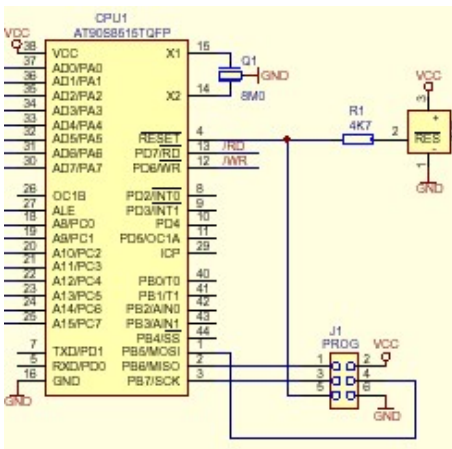 CPU1
AT90S8515TQFP
VCC
38 VCC X1 15
37 AD0/PA0
36 AD1/PA1
35 AD2/PA2 X2 14
34 AD3/PA3
33 AD4/PA4
32 AD5/PA5 RESET 4
31 AD6/PA6 PD7/RD 13 /RD
30 AD7/PA7 PD6/WR 12 /WR
26 OC1B PD2/INT0 8
27 ALE PD3/INT1 9
18 A8/PC0 PD4 10
19 A9/PC1 PD5/OC1A 11
20 A10/PC2 ICP 29
21 A11/PC3
22 A12/PC4 PB0/T0 40
23 A13/PC5 PB1/T1 41
24 A14/PC6 PB2/AIN0 42
25 A15/PC7 PB3/AIN1 43
PB4/SS 44
7 TXD/PD1 PB5/MOSI 1
5 RXD/PD0 PB6/MISO 2
16 GND PB7/SCK 3
GND
Q1
GND
8M0
R1
4K7
VCC
3
+
2 RES
-
1
GND
J1
PROG
VCC
1 2
3 4
5 6
GND